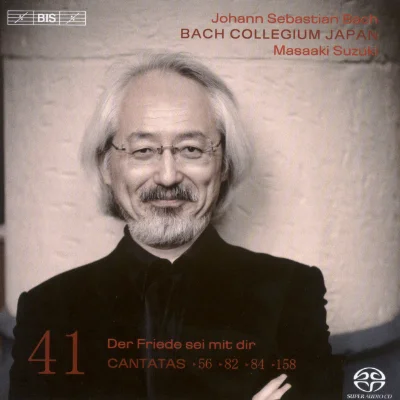 BIS
Johann Sebastian Bach
BACH COLLEGIUM JAPAN
Masaaki Suzuki
41
Der Friede sei mit dir
CANTATAS · 56 · 82 · 84 · 158
SUPER AUDIO CD